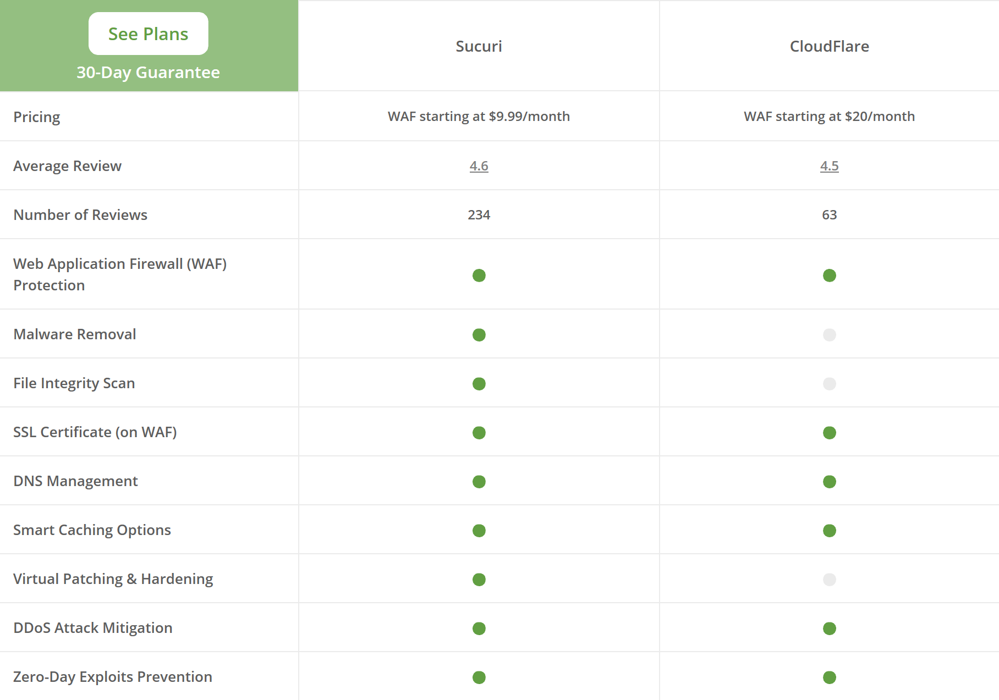 See Plans
30-Day Guarantee
Sucuri
CloudFlare
Pricing
WAF starting at $9.99/month
WAF starting at $20/month
Average Review
4.6
4.5
Number of Reviews
234
63
Web Application Firewall (WAF)
Protection
Malware Removal
File Integrity Scan
SSL Certificate (on WAF)
DNS Management
Smart Caching Options
Virtual Patching & Hardening
DDoS Attack Mitigation
Zero-Day Exploits Prevention